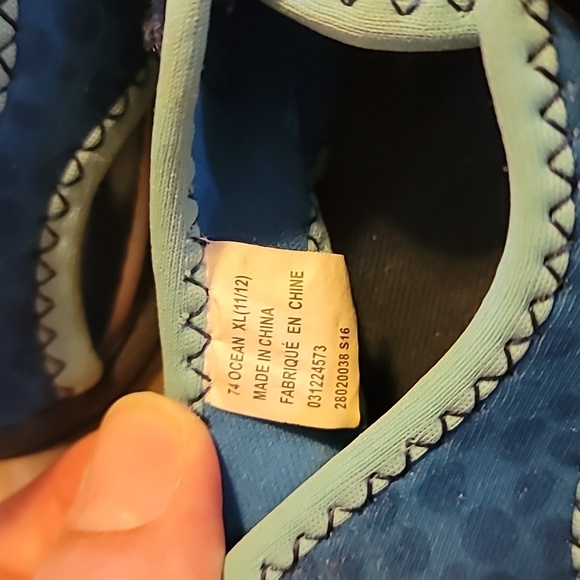 74 OCEAN XL(11/12)
MADE IN CHINA
FABRIQUÉ EN CHINE
031224573
28020038 S16